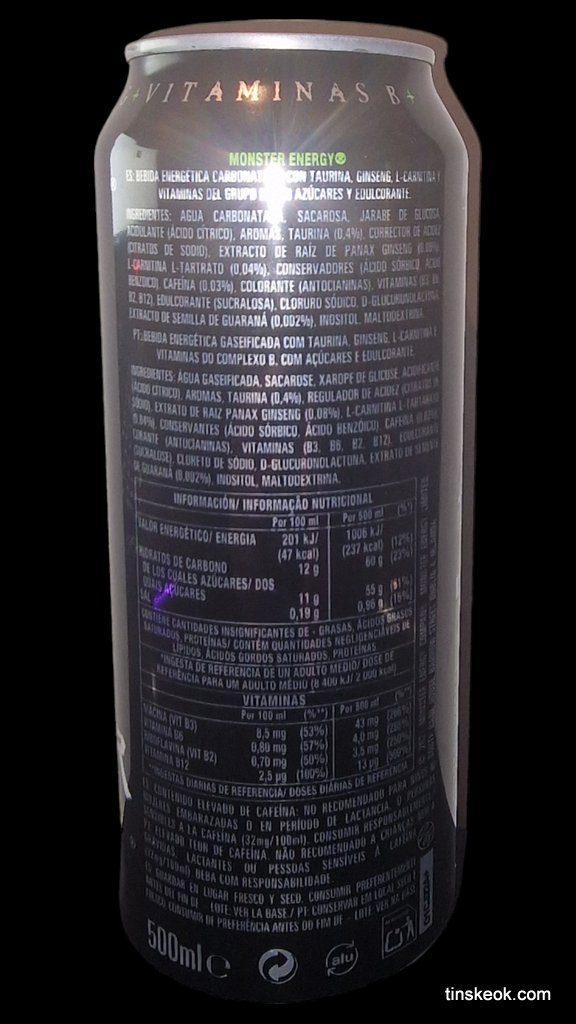 + VITAMINAS B +
MONSTER ENERGY®
ES: BEBIDA ENERGÉTICA CON TAURINA, GINSENG, L-CARNITINA Y
VITAMINAS DEL GRUPO AZÚCARES Y EDULCORANTE.
INGREDIENTES: AGUA SACAROSA, JARABE DE GLUCOSA,
ACIDULANTE (ÁCIDO CÍTRICO), AROMAS, TAURINA (0,4%), CORRECTOR DE ACIDEZ
(CITRATOS DE SODIO), EXTRACTO DE RAÍZ DE PANAX GINSENG
L-CARNITINA L-TARTRATO (0,04%), CONSERVADORES (ÁCIDO SÓRBICO, ÁCIDO
BENZOICO), CAFEÍNA (0,03%), COLORANTE (ANTOCIANINAS), VITAMINAS (B3, B6,
B2, B12), EDULCORANTE (SUCRALOSA), CLORURO SÓDICO, D-GLUCURONOLACTONA,
EXTRACTO DE SEMILLA DE GUARANÁ (0,002%), INOSITOL, MALTODEXTRINA.
PT: BEBIDA ENERGÉTICA GASEIFICADA COM TAURINA, GINSENG, L-CARNITINA E
VITAMINAS DO COMPLEXO B. COM AÇÚCARES E EDULCORANTE.
INGREDIENTES: ÁGUA GASEIFICADA, SACAROSE, XAROPE DE GLICOSE, ACIDIFICANTE
(ÁCIDO CÍTRICO), AROMAS, TAURINA (0,4%), REGULADOR DE ACIDEZ (CITRATOS DE
SÓDIO), EXTRATO DE RAIZ PANAX GINSENG (0,08%), L-CARNITINA L-TARTARATO
(0,04%), CONSERVANTES (ÁCIDO SÓRBICO, ÁCIDO BENZÓICO), CAFEÍNA
CORANTE (ANTOCIANINAS), VITAMINAS (B3, B6, B2, B12), EDULCORANTE
(SUCRALOSE), CLORETO DE SÓDIO, D-GLUCURONOLACTONA, EXTRATO DE SEMENTE
DE GUARANÁ (0,002%), INOSITOL, MALTODEXTRINA.
INFORMACIÓN/ INFORMAÇÃO NUTRICIONAL
Por 100 ml Por 500 ml (%*)
VALOR ENERGÉTICO/ ENERGIA 201 kJ/ 1006 kJ/
(47 kcal) (237 kcal) (12%)
HIDRATOS DE CARBONO 12 g 60 g (23%)
DE LOS CUALES AZÚCARES/ DOS
QUAIS AÇÚCARES 11 g 55 g (61%)
SAL 0,19 g 0,96 g (16%)
CONTIENE CANTIDADES INSIGNIFICANTES DE - GRASAS, ÁCIDOS GRASOS
SATURADOS, PROTEÍNAS/ CONTÉM QUANTIDADES NEGLIGENCIÁVEIS DE
LÍPIDOS, ÁCIDOS GORDOS SATURADOS, PROTEÍNAS
*INGESTA DE REFERENCIA DE UN ADULTO MEDIO/ DOSE DE
REFERÊNCIA PARA UM ADULTO MÉDIO (8 400 kJ/ 2 000 kcal)
VITAMINAS
Por 100 ml (%**) Por 500 ml (%**)
NIACINA (VIT B3) 8,5 mg (53%) 43 mg
VITAMINA B6 0,80 mg (57%) 4,0 mg
RIBOFLAVINA (VIT B2) 0,70 mg (50%) 3,5 mg
VITAMINA B12 2,5 µg (100%) 13 µg
**INGESTAS DIARIAS DE REFERENCIA/ DOSES DIÁRIAS DE REFERÊNCIA
ES: CONTENIDO ELEVADO DE CAFEÍNA: NO RECOMENDADO PARA NIÑOS NI
MUJERES EMBARAZADAS O EN PERÍODO DE LACTANCIA, O PERSONAS
SENSIBLES A LA CAFEÍNA (32mg/100ml). CONSUMIR
PT: ELEVADO TEOR DE CAFEÍNA. NÃO RECOMENDADO A CRIANÇAS,
GRÁVIDAS, LACTANTES OU PESSOAS SENSÍVEIS À CAFEÍNA
(32mg/100ml). BEBA COM RESPONSABILIDADE.
ES: GUARDAR EN LUGAR FRESCO Y SECO. CONSUMIR PREFERENTEMENTE
ANTES DEL FIN DE - LOTE: VER LA BASE./ PT: CONSERVAR EM LOCAL SECO E
FRESCO. CONSUMIR DE PREFERÊNCIA ANTES DO FIM DE - LOTE: VER NA BASE.
500ml e
alu
tinskeok.com